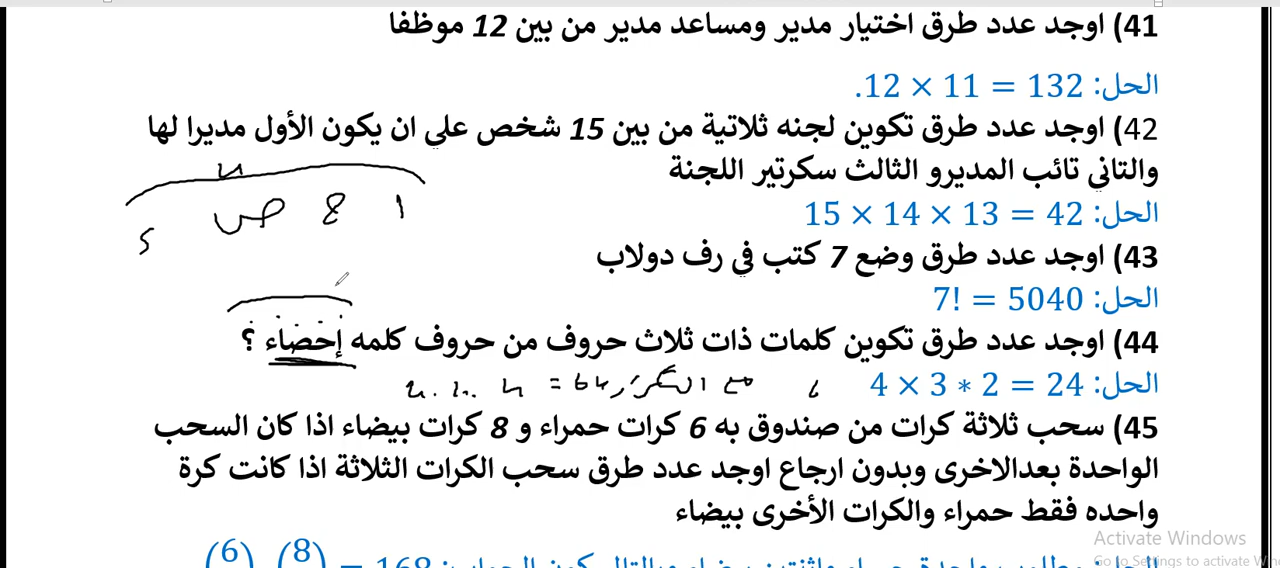 41) اوجد عدد طرق اختيار مدير ومساعد مدير من بين 12 موظفا
الحل: 132 = 11 × 12.
42) اوجد عدد طرق تكوين لجنه ثلاتية من بين 15 شخص علي ان يكون الأول مديرا لها
والتاني تائب المديرو الثالث سكرتير اللجنة
الحل: 15 × 14 × 13 = 42
43) اوجد عدد طرق وضع 7 كتب في رف دولاب
الحل: 7! = 5040
44) اوجد عدد طرق تكوين كلمات ذات ثلاث حروف من حروف كلمه إحصاء ؟
الحل: 4 × 3 * 2 = 24
45) سحب ثلاثة كرات من صندوق به 6 كرات حمراء و 8 كرات بيضاء اذا كان السحب
الواحدة بعدالاخرى وبدون ارجاع اوجد عدد طرق سحب الكرات الثلاثة اذا كانت كرة
واحده فقط حمراء والكرات الأخرى بيضاء
Activate Windows
Go to Settings to activate